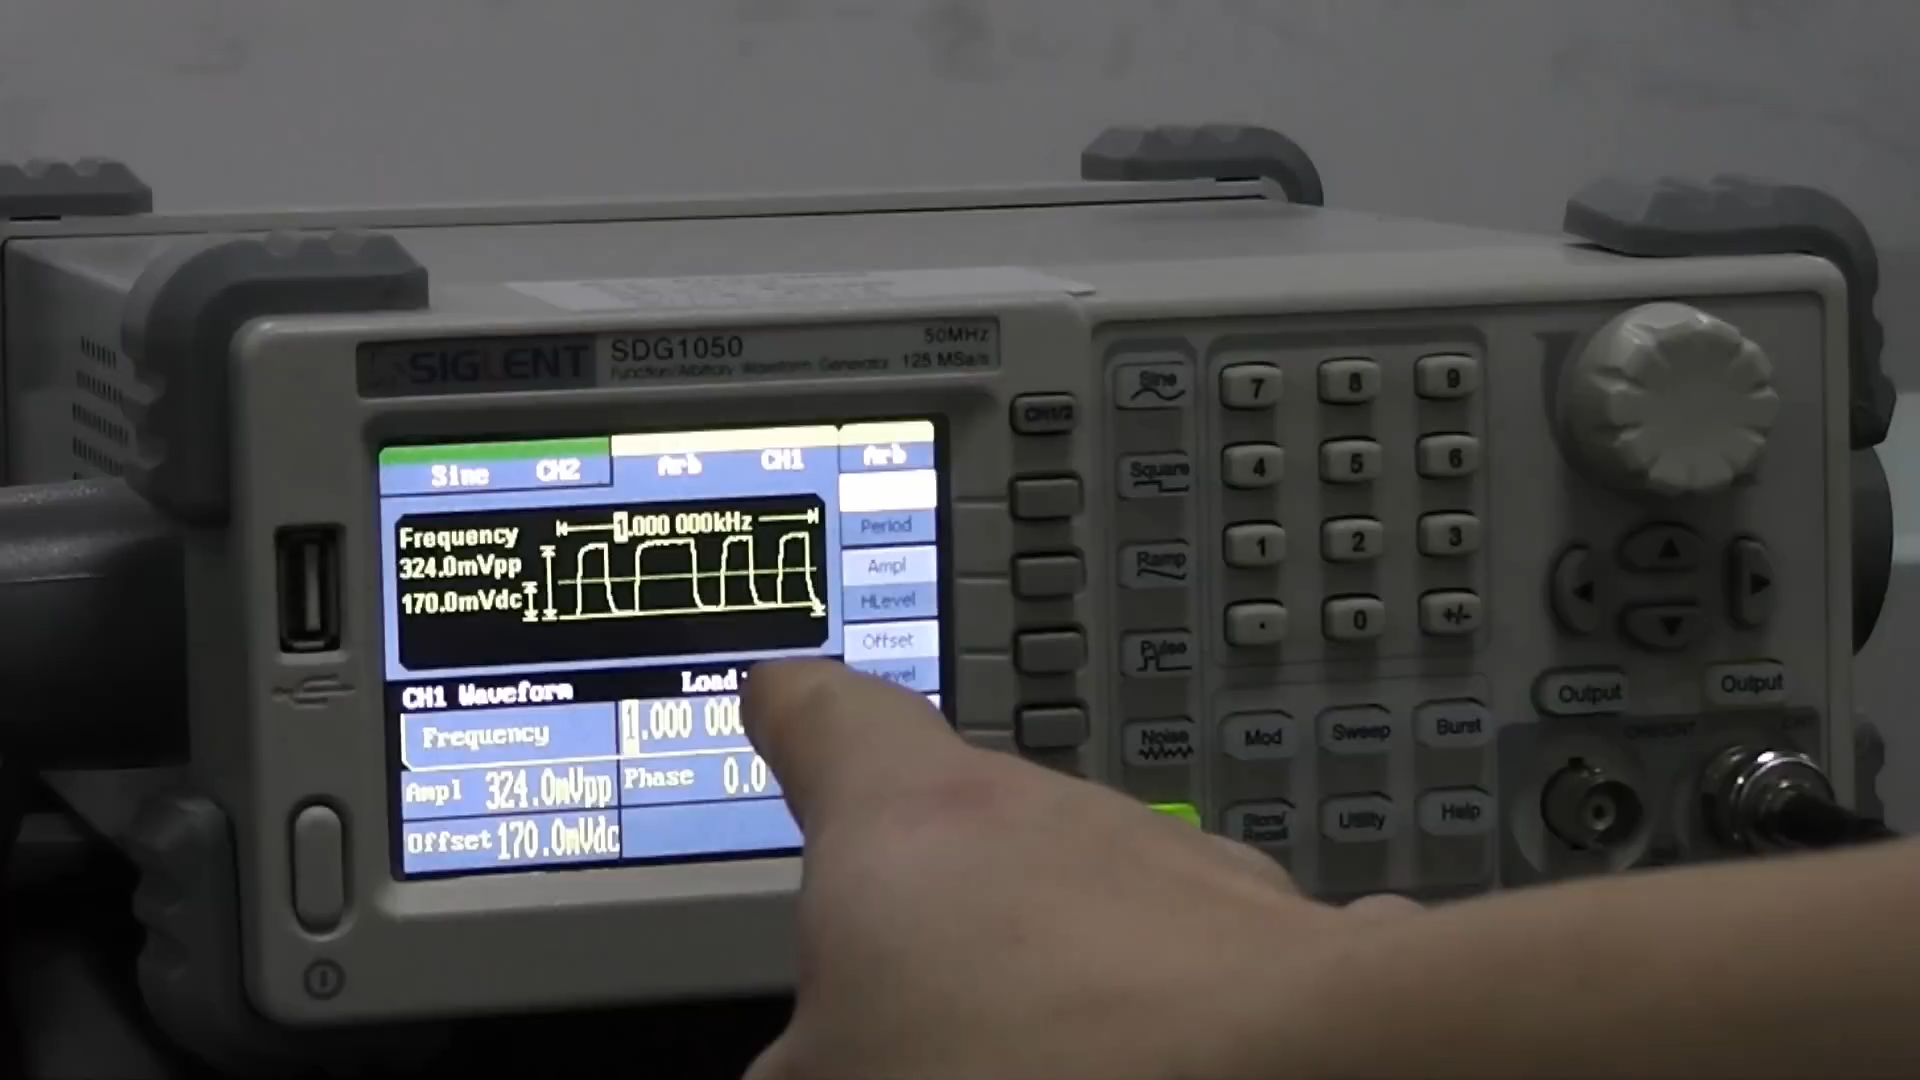 SIGLENT
SDG1050
Function/Arbitrary Waveform Generator
50MHz
125 MSa/s
Sine CH2
Arb CH1
Arb
Frequency
324.0mVpp
170.0mVdc
1.000 000kHz
Period
Ampl
HLevel
Offset
CH1 Waveform
Load:
Frequency
1.000 000
Ampl 324.0mVpp
Phase 0.0
Offset 170.0mVdc
CH1/2
Sine
Square
Ramp
Pulse
Noise
7 8 9
4 5 6
1 2 3
. 0 +/-
Mod Sweep Burst
Store/Recall Utility Help
Output
Output